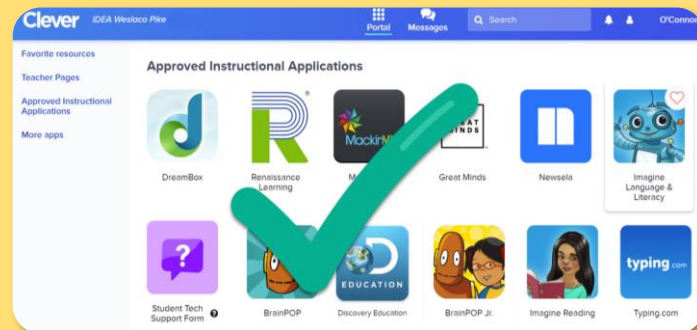 Clever IDEA Weslaco Pike
Portal
Messages
Search
O'Connor
Favorite resources
Teacher Pages
Approved Instructional
Applications
More apps
Approved Instructional Applications
DreamBox
R
Renaissance
Learning
Mackin
Great Minds
Newsela
Imagine
Language &
Literacy
?
Student Tech
Support Form ?
BrainPOP
D
EDUCATION
Discovery Education
BrainPOP Jr.
Imagine Reading
typing.com
Typing.com